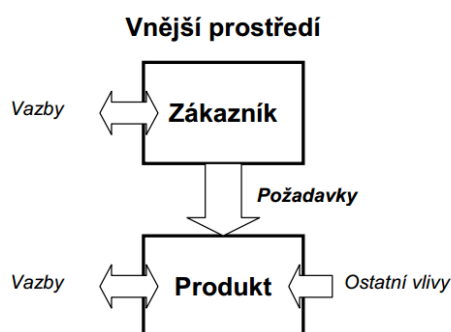 Vnější prostředí
Vazby
Zákazník
Požadavky
Vazby
Produkt
Ostatní vlivy